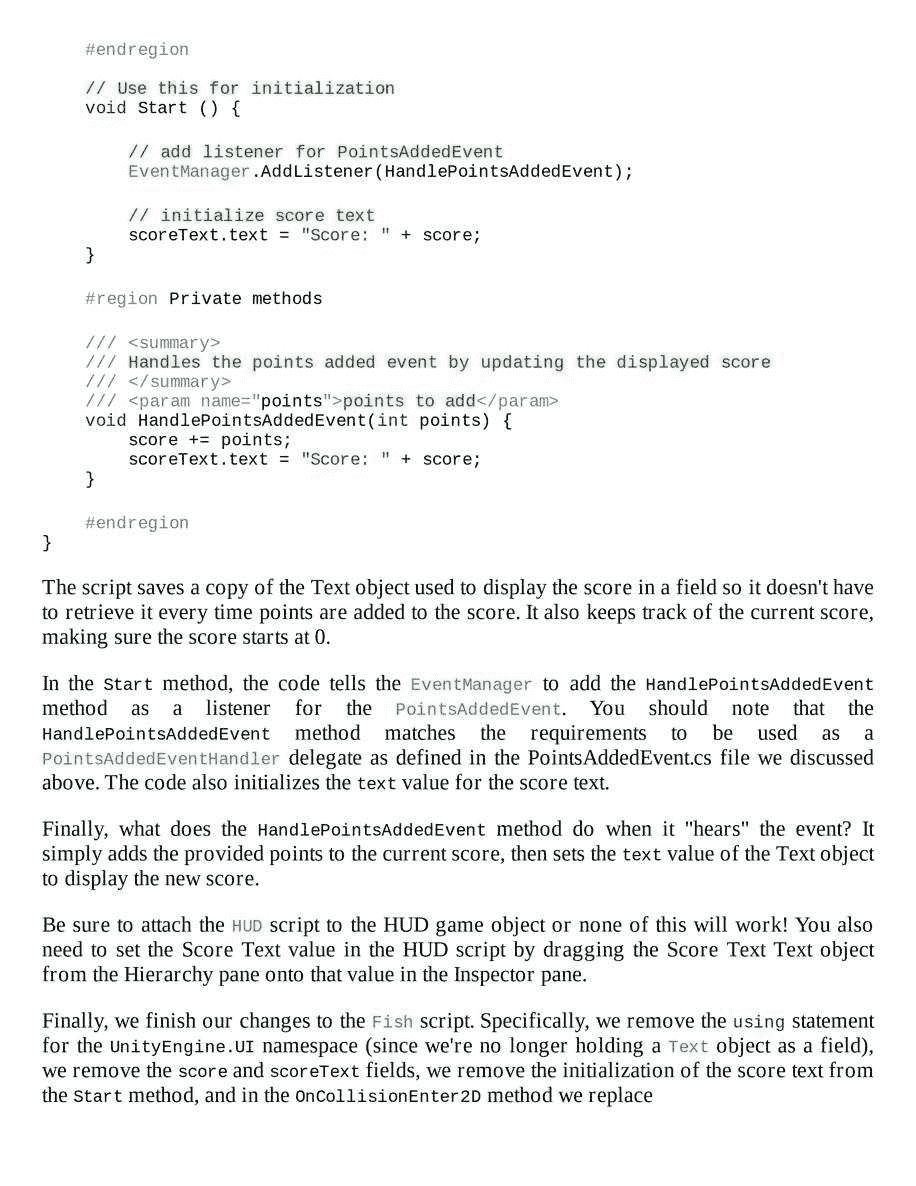 #endregion
// Use this for initialization
void Start () {
// add listener for PointsAddedEvent
EventManager.AddListener(HandlePointsAddedEvent);
// initialize score text
scoreText.text = "Score: " + score;
}
#region Private methods
/// <summary>
/// Handles the points added event by updating the displayed score
/// </summary>
/// <param name="points">points to add</param>
void HandlePointsAddedEvent(int points) {
score += points;
scoreText.text = "Score: " + score;
}
#endregion
}
The script saves a copy of the Text object used to display the score in a field so it doesn't have
to retrieve it every time points are added to the score. It also keeps track of the current score,
making sure the score starts at 0.
In the Start method, the code tells the EventManager to add the HandlePointsAddedEvent
method as a listener for the PointsAddedEvent. You should note that the
HandlePointsAddedEvent method matches the requirements to be used as a
PointsAddedEventHandler delegate as defined in the PointsAddedEvent.cs file we discussed
above. The code also initializes the text value for the score text.
Finally, what does the HandlePointsAddedEvent method do when it "hears" the event? It
simply adds the provided points to the current score, then sets the text value of the Text object
to display the new score.
Be sure to attach the HUD script to the HUD game object or none of this will work! You also
need to set the Score Text value in the HUD script by dragging the Score Text Text object
from the Hierarchy pane onto that value in the Inspector pane.
Finally, we finish our changes to the Fish script. Specifically, we remove the using statement
for the UnityEngine.UI namespace (since we're no longer holding a Text object as a field),
we remove the score and scoreText fields, we remove the initialization of the score text from
the Start method, and in the OnCollisionEnter2D method we replace